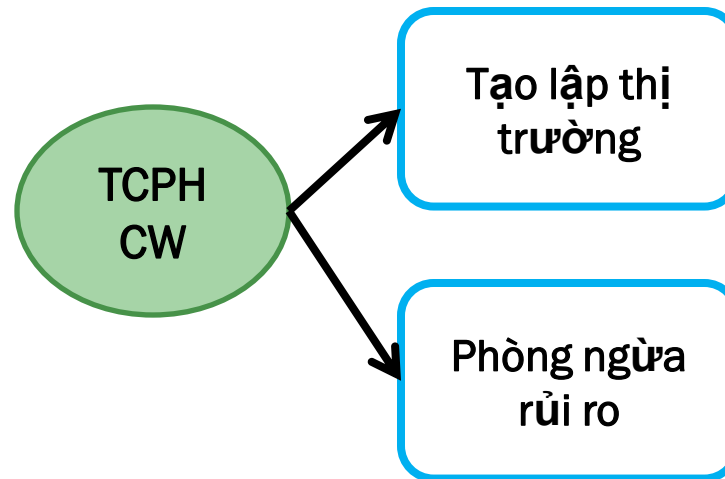 TCPH
CW
Tạo lập thị
trường
Phòng ngừa
rủi ro